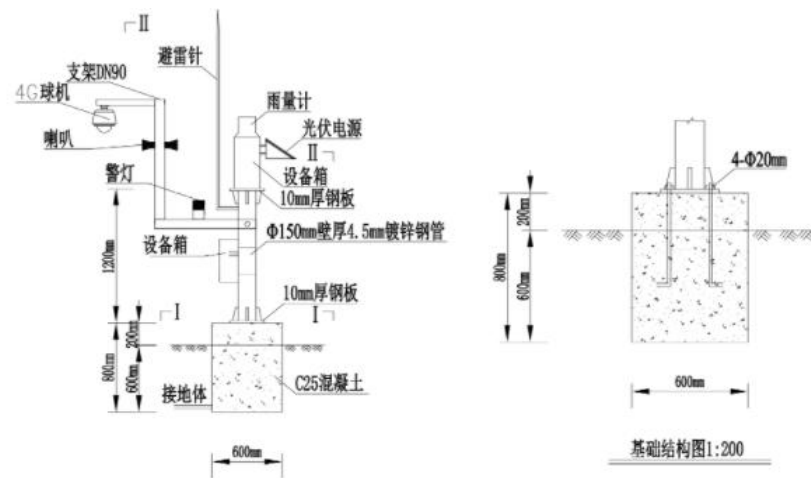 II
避雷针
支架DN90
4G球机
雨量计
光伏电源
喇叭
II
设备箱
警灯
10mm厚钢板
Φ150mm壁厚4.5mm镀锌钢管
设备箱
1200mm
10mm厚钢板
I
I
200mm
800mm
600mm
C25混凝土
接地体
600mm
4-Φ20mm
200mm
800mm
600mm
600mm
基础结构图1:200